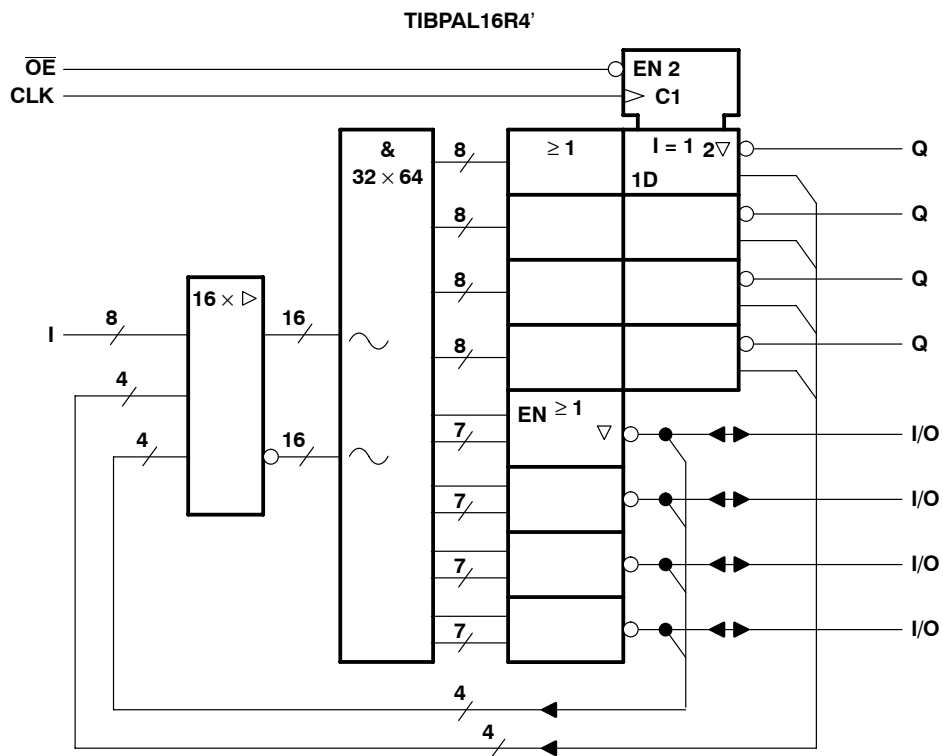 TIBPAL16R4'
OE
CLK
EN 2
C1
&
32 × 64
8
≥ 1
I = 1 2▽
1D
Q
8
Q
8
Q
8
Q
16 × ▷
I
8
16
4
4
16
EN ≥ 1
▽
7
I/O
7
I/O
7
I/O
7
I/O
4
4